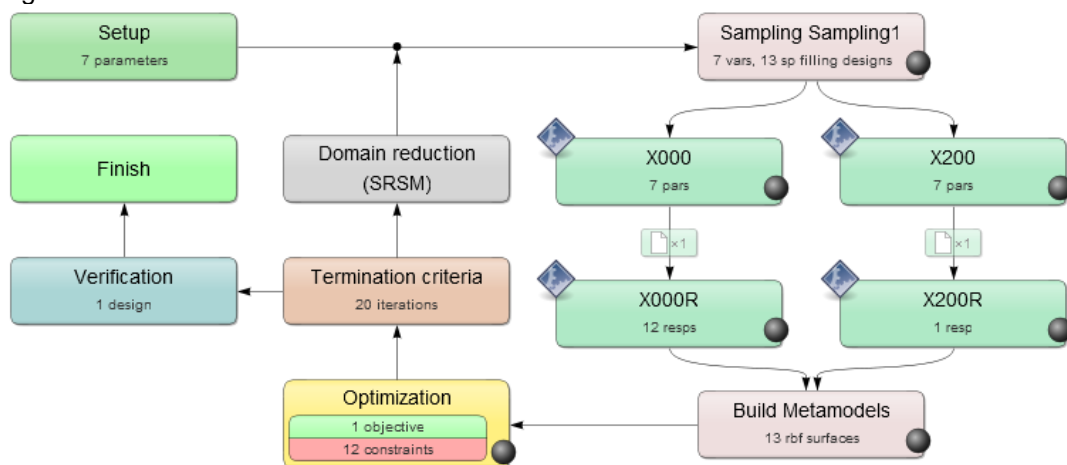 Setup
7 parameters
Sampling Sampling1
7 vars, 13 sp filling designs
Finish
Domain reduction
(SRSM)
X000
7 pars
X200
7 pars
×1
×1
Verification
1 design
Termination criteria
20 iterations
X000R
12 resps
X200R
1 resp
Optimization
1 objective
12 constraints
Build Metamodels
13 rbf surfaces